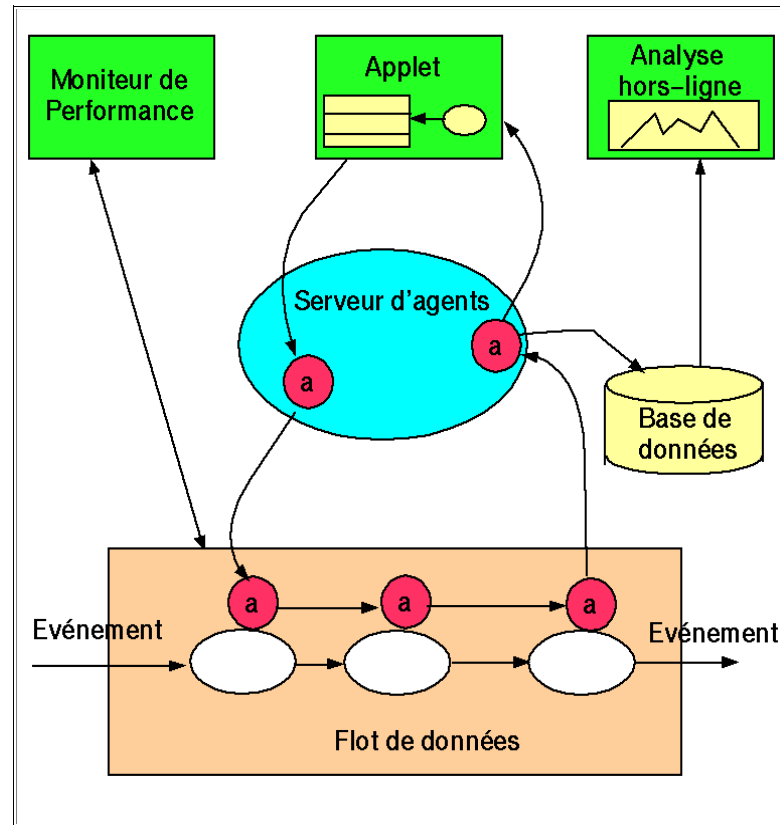 Moniteur de
Performance
Applet
Analyse
hors-ligne
Serveur d'agents
a
a
Base de
données
a
a
a
Evénement
Evénement
Flot de données